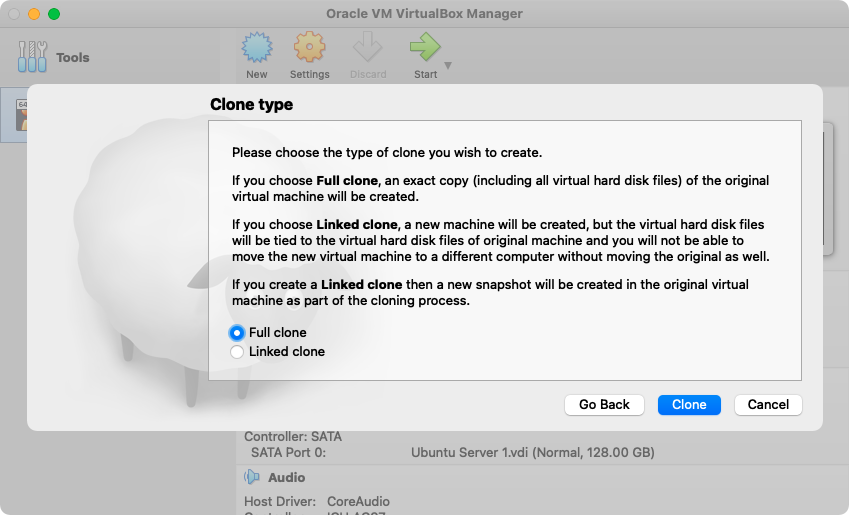 Oracle VM VirtualBox Manager
Tools
New
Settings
Discard
Start
64
Clone type
Please choose the type of clone you wish to create.
If you choose Full clone, an exact copy (including all virtual hard disk files) of the original
virtual machine will be created.
If you choose Linked clone, a new machine will be created, but the virtual hard disk files
will be tied to the virtual hard disk files of original machine and you will not be able to
move the new virtual machine to a different computer without moving the original as well.
If you create a Linked clone then a new snapshot will be created in the original virtual
machine as part of the cloning process.
Full clone
Linked clone
Go Back
Clone
Cancel
Controller: SATA
SATA Port 0: Ubuntu Server 1.vdi (Normal, 128.00 GB)
Audio
Host Driver: CoreAudio